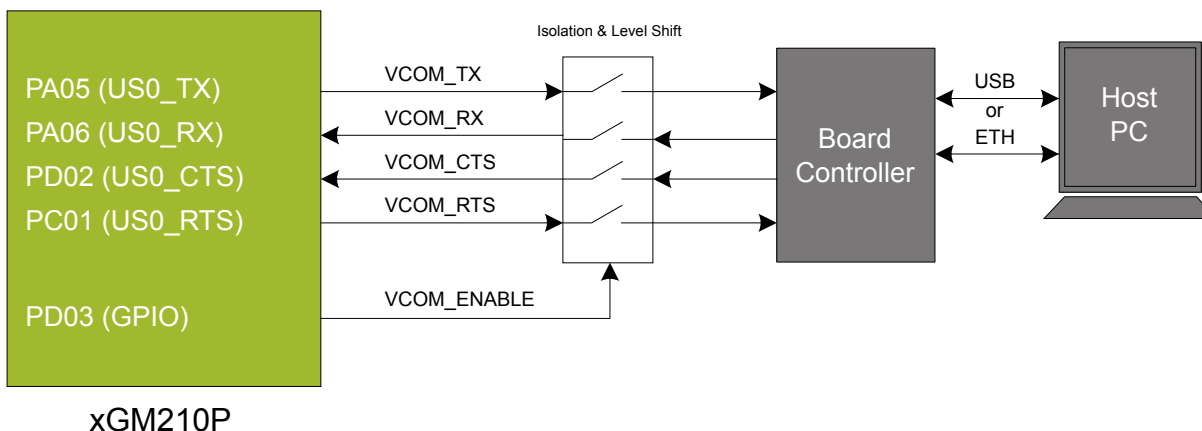 Isolation & Level Shift
PA05 (US0_TX)
VCOM_TX
PA06 (US0_RX)
VCOM_RX
PD02 (US0_CTS)
VCOM_CTS
PC01 (US0_RTS)
VCOM_RTS
PD03 (GPIO)
VCOM_ENABLE
Board
Controller
USB
or
ETH
Host
PC
xGM210P